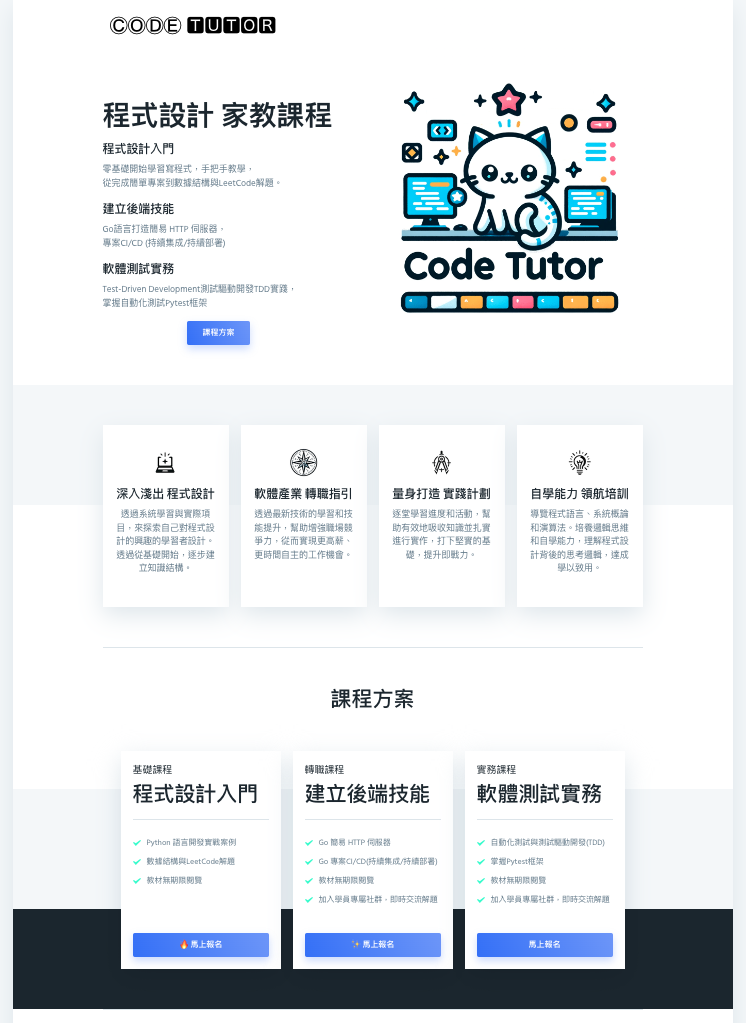 CODE TUTOR
程式設計 家教課程
程式設計入門
零基礎開始學習寫程式，手把手教學，
從完成簡單專案到數據結構與LeetCode解題。
建立後端技能
Go語言打造簡易 HTTP 伺服器，
專案CI/CD (持續集成/持續部署)
軟體測試實務
Test-Driven Development測試驅動開發TDD實踐，
掌握自動化測試Pytest框架
課程方案
Code Tutor
深入淺出 程式設計
透過系統學習與實際項
目，來探索自己對程式設
計的興趣的學習者設計。
透過從基礎開始，逐步建
立知識結構。
軟體產業 轉職指引
透過最新技術的學習和技
能提升，幫助增強職場競
爭力，從而實現更高薪、
更時間自主的工作機會。
量身打造 實踐計劃
逐堂學習進度和活動，幫
助有效地吸收知識並扎實
進行實作，打下堅實的基
礎，提升即戰力。
自學能力 領航培訓
導覽程式語言、系統概論
和演算法。培養邏輯思維
和自學能力，理解程式設
計背後的思考邏輯，達成
學以致用。
課程方案
基礎課程
程式設計入門
Python 語言開發實戰案例
數據結構與LeetCode解題
教材無期限閱覽
🔥馬上報名
轉職課程
建立後端技能
Go 簡易 HTTP 伺服器
Go 專案CI/CD(持續集成/持續部署)
教材無期限閱覽
加入學員專屬社群，即時交流解題
✨ 馬上報名
實務課程
軟體測試實務
自動化測試與測試驅動開發(TDD)
掌握Pytest框架
教材無期限閱覽
加入學員專屬社群，即時交流解題
馬上報名